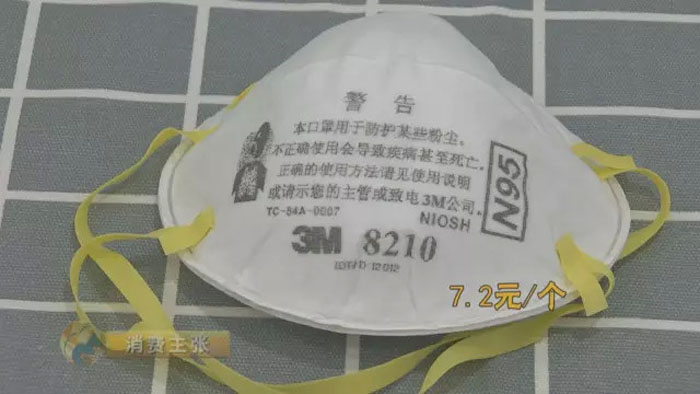 警告
本口罩用于防护某些粉尘。
不正确使用会导致疾病甚至死亡。
正确的使用方法请见使用说明
或请示您的主管或致电3M公司。
TC-84A-0007
NIOSH
N95
3M 8210
7.2元/个
消费主张